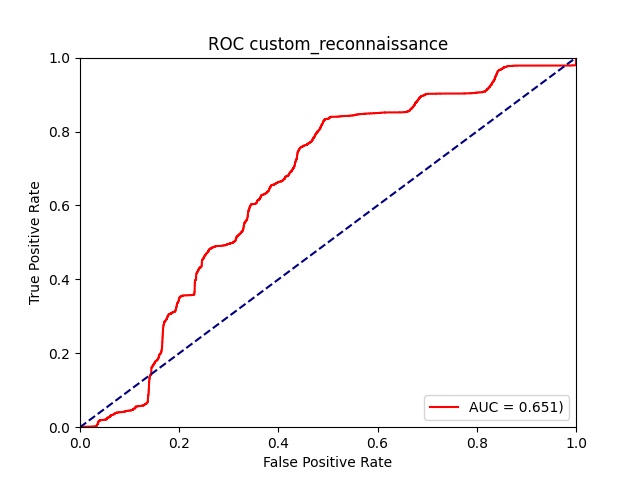 ROC custom_reconnaissance
1.0
0.8
0.6
0.4
0.2
0.0
True Positive Rate
0.0 0.2 0.4 0.6 0.8 1.0
False Positive Rate
AUC = 0.651)